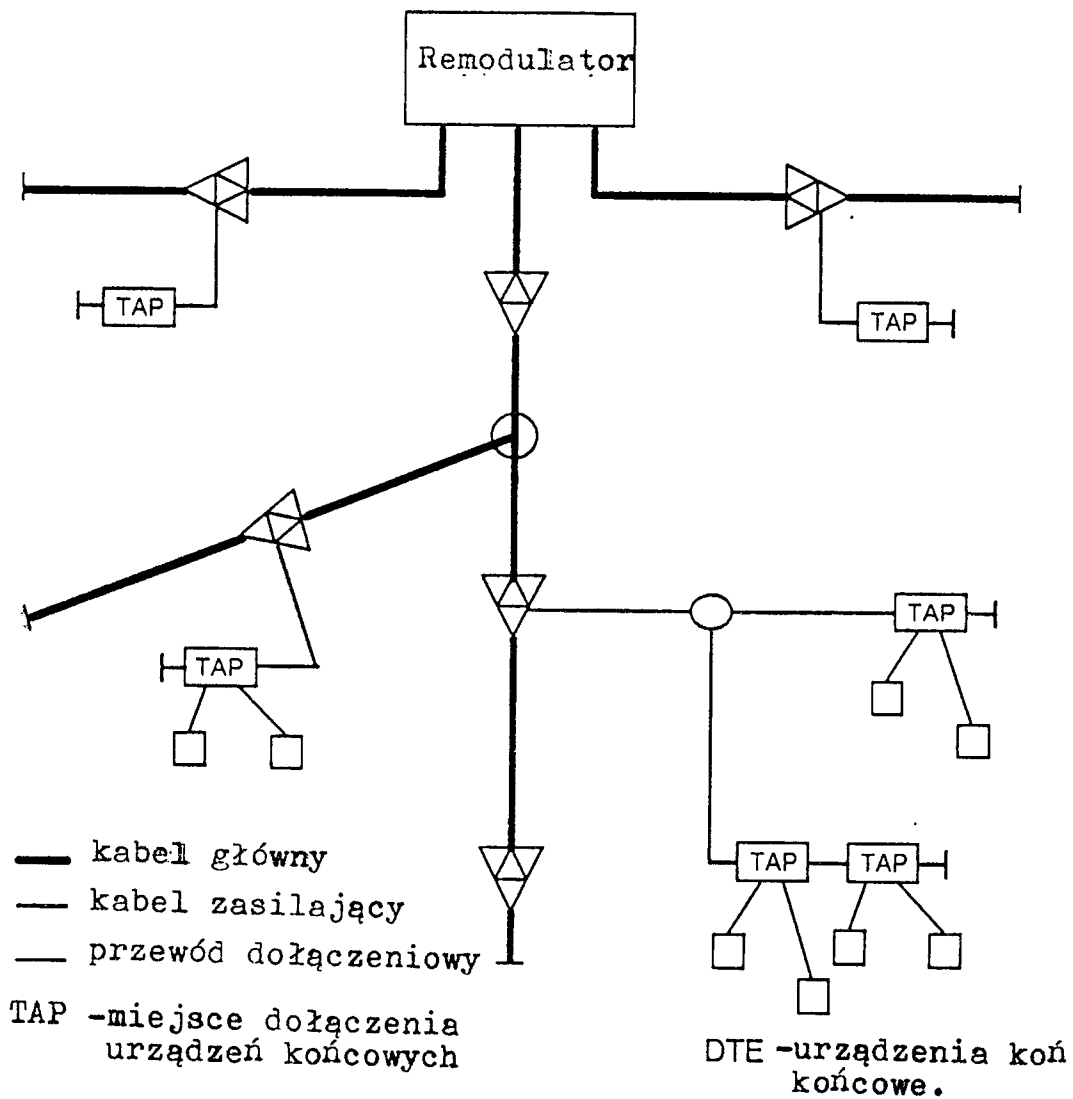 Remodulator
TAP
TAP
TAP
TAP
TAP
TAP
kabel główny
kabel zasilający
przewód dołączeniowy
TAP -miejsce dołączenia
urządzeń końcowych
DTE -urządzenia koń
końcowe.